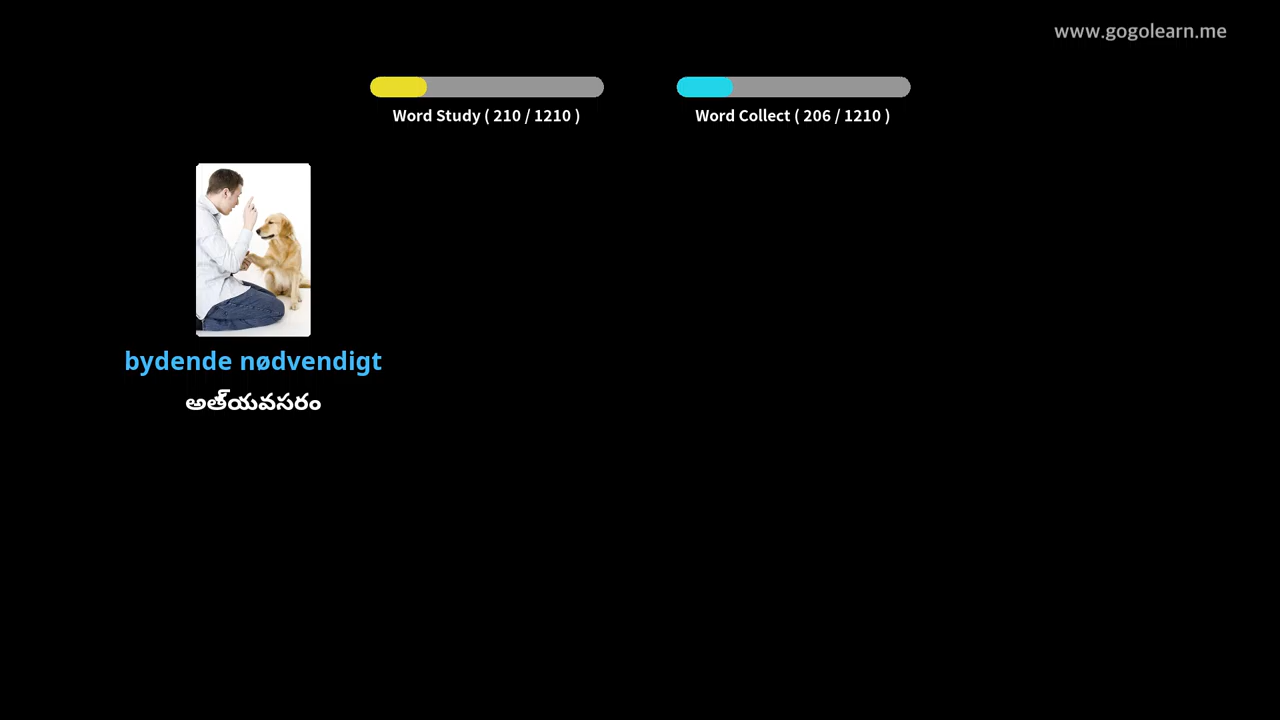 www.gogolearn.me
Word Study ( 210 / 1210 )
Word Collect ( 206 / 1210 )
bydende nødvendigt
అత్యవసరం